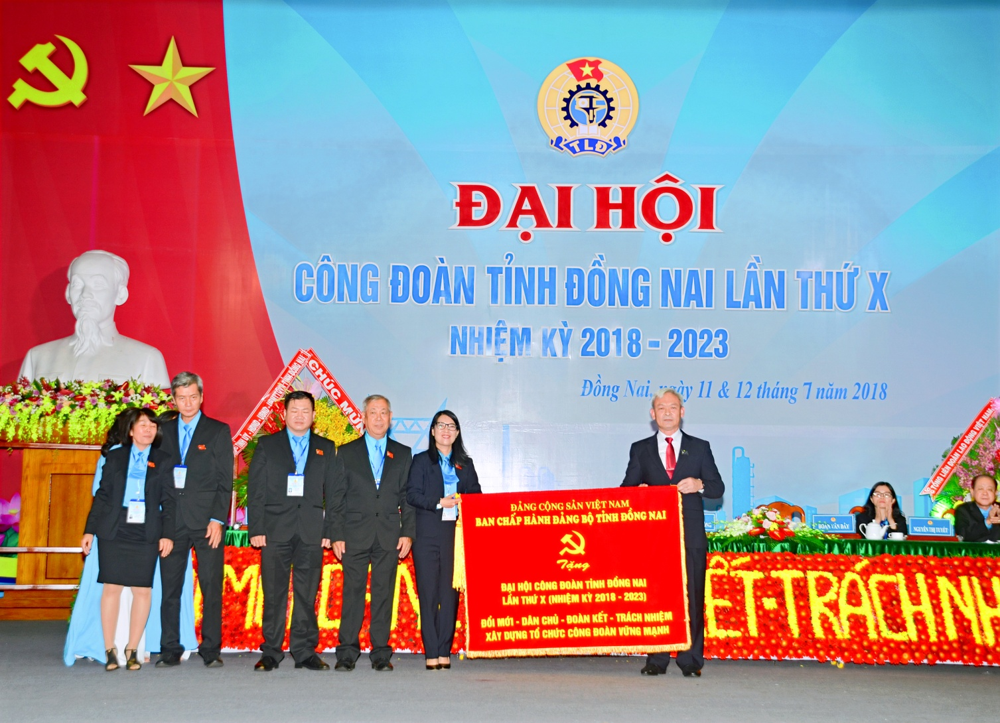 TLĐ
ĐẠI HỘI
CÔNG ĐOÀN TỈNH ĐỒNG NAI LẦN THỨ X
NHIỆM KỲ 2018 - 2023
Đồng Nai, ngày 11 & 12 tháng 7 năm 2018
CHÚC MỪN
TỔNG LIÊN ĐOÀN LAO ĐỘNG VIỆT NAM
ĐẢNG CỘNG SẢN VIỆT NAM
BAN CHẤP HÀNH ĐẢNG BỘ TỈNH ĐỒNG NAI
Tặng
ĐẠI HỘI CÔNG ĐOÀN TỈNH ĐỒNG NAI
LẦN THỨ X (NHIỆM KỲ 2018 - 2023)
ĐỔI MỚI - DÂN CHỦ - ĐOÀN KẾT - TRÁCH NHIỆM
XÂY DỰNG TỔ CHỨC CÔNG ĐOÀN VỮNG MẠNH
ĐOÀN VĂN ĐÂY
NGUYỄN THỊ TUYẾT
ẾT-TRÁCH NH